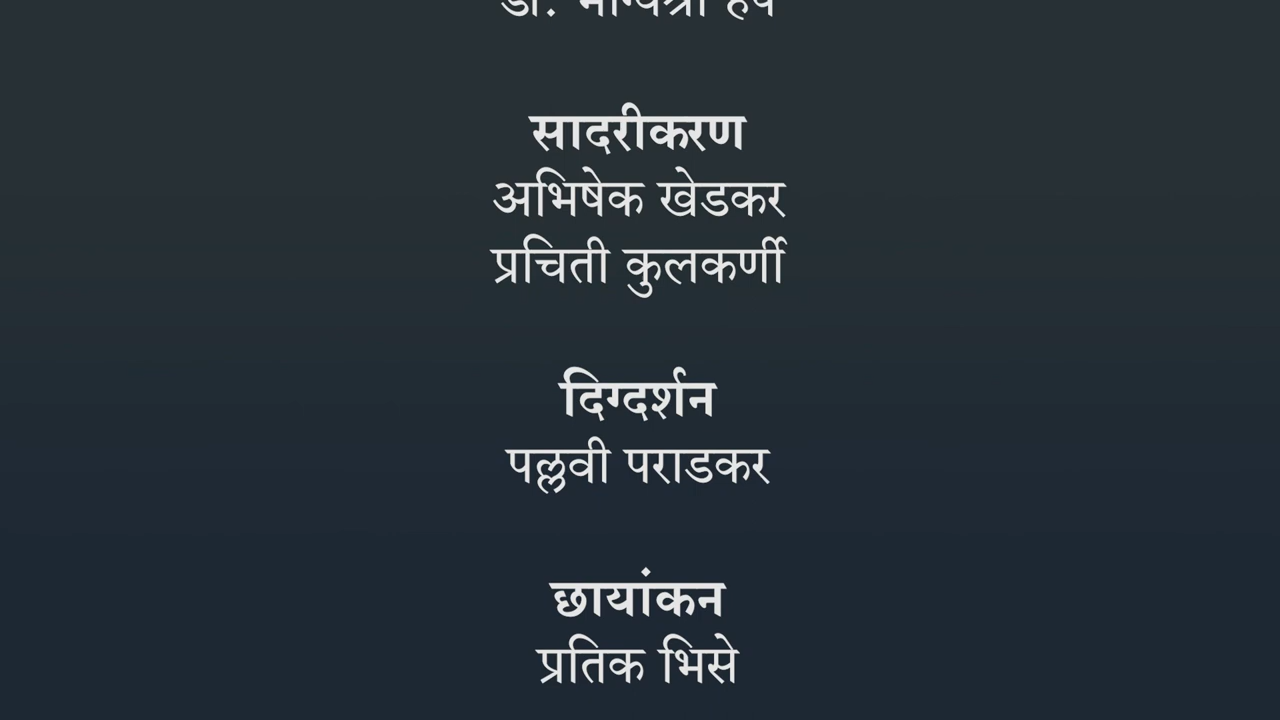 सादरीकरण
अभिषेक खेडकर
प्रचिती कुलकर्णी
दिग्दर्शन
पल्लवी पराडकर
छायांकन
प्रतिक भिसे